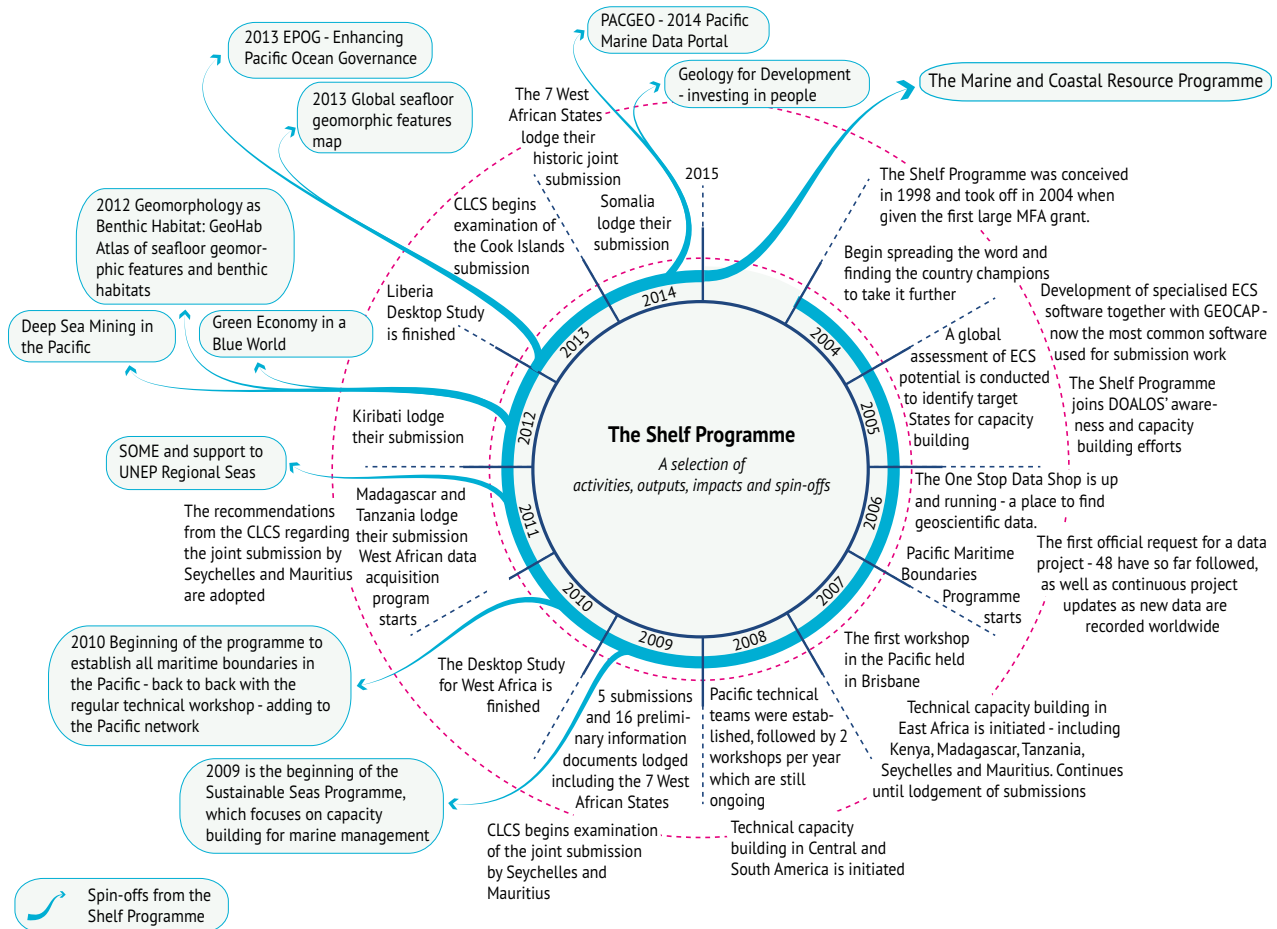 2013 EPOG - Enhancing
Pacific Ocean Governance
PACGEO - 2014 Pacific
Marine Data Portal
2013 Global seafloor
geomorphic features
map
Geology for Development
- investing in people
The Marine and Coastal Resource Programme
2012 Geomorphology as
Benthic Habitat: GeoHab
Atlas of seafloor geomor-
phic features and benthic
habitats
Deep Sea Mining in
the Pacific
Green Economy in a
Blue World
SOME and support to
UNEP Regional Seas
2010 Beginning of the programme to
establish all maritime boundaries in
the Pacific - back to back with the
regular technical workshop - adding to
the Pacific network
2009 is the beginning of the
Sustainable Seas Programme,
which focuses on capacity
building for marine management
Spin-offs from the
Shelf Programme
The Shelf Programme
A selection of
activities, outputs, impacts and spin-offs
2004
The Shelf Programme was conceived
in 1998 and took off in 2004 when
given the first large MFA grant.
Begin spreading the word and
finding the country champions
to take it further
2005
Development of specialised ECS
software together with GEOCAP -
now the most common software
used for submission work
A global
assessment of ECS
potential is conducted
to identify target
States for capacity
building
The Shelf Programme
joins DOALOS' aware-
ness and capacity
building efforts
2006
The One Stop Data Shop is up
and running - a place to find
geoscientific data.
Pacific Maritime
Boundaries
Programme
starts
The first official request for a data
project - 48 have so far followed,
as well as continuous project
updates as new data are
recorded worldwide
2007
The first workshop
in the Pacific held
in Brisbane
Technical capacity building in
East Africa is initiated - including
Kenya, Madagascar, Tanzania,
Seychelles and Mauritius. Continues
until lodgement of submissions
2008
Pacific technical
teams were estab-
lished, followed by 2
workshops per year
which are still
ongoing
Technical capacity
building in Central and
South America is initiated
2009
5 submissions
and 16 prelimi-
nary information
documents lodged
including the 7 West
African States
CLCS begins examination
of the joint submission
by Seychelles and
Mauritius
2010
The Desktop Study
for West Africa is
finished
2011
Madagascar and
Tanzania lodge
their submission
West African data
acquisition
program
starts
The recommendations
from the CLCS regarding
the joint submission by
Seychelles and Mauritius
are adopted
2012
Kiribati lodge
their submission
2013
Liberia
Desktop Study
is finished
CLCS begins
examination of
the Cook Islands
submission
2014
The 7 West
African States
lodge their
historic joint
submission
Somalia
lodge their
submission
2015